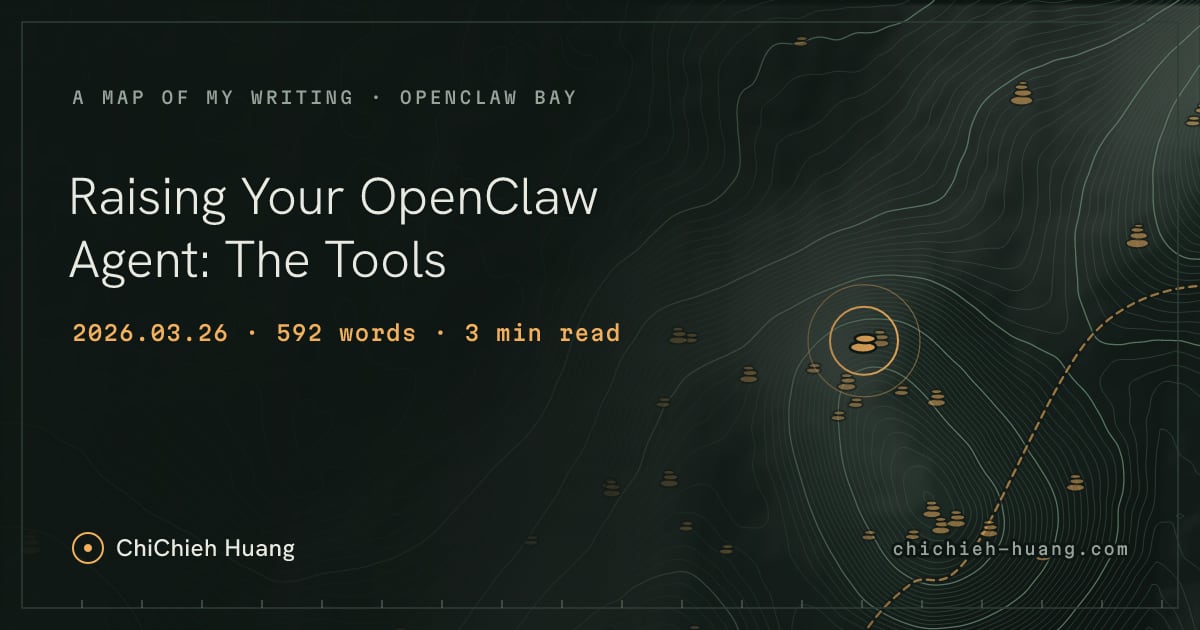 A MAP OF MY WRITING · OPENCLAW BAY
Raising Your OpenClaw
Agent: The Tools
2026.03.26 · 592 words · 3 min read
ChiChieh Huang
chichieh-huang.com